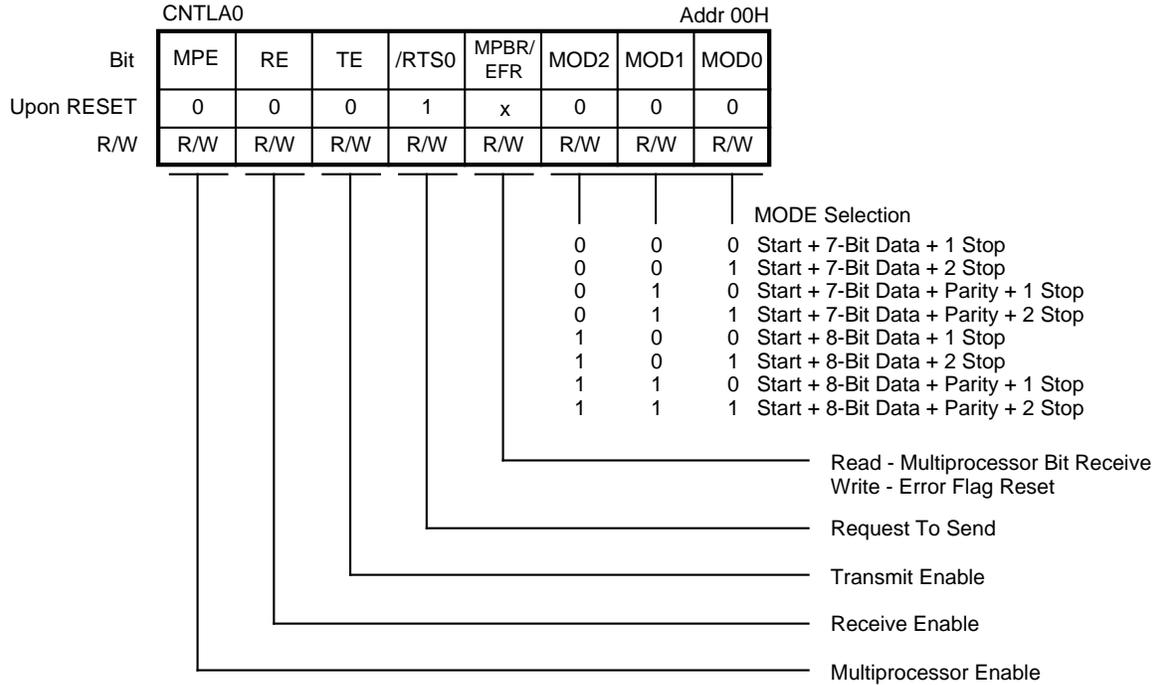 CNTLA0 Addr 00H
Bit MPE RE TE /RTS0 MPBR/ EFR MOD2 MOD1 MOD0
Upon RESET 0 0 0 1 x 0 0 0
R/W R/W R/W R/W R/W R/W R/W R/W R/W
MODE Selection
0 0 0 Start + 7-Bit Data + 1 Stop
0 0 1 Start + 7-Bit Data + 2 Stop
0 1 0 Start + 7-Bit Data + Parity + 1 Stop
0 1 1 Start + 7-Bit Data + Parity + 2 Stop
1 0 0 Start + 8-Bit Data + 1 Stop
1 0 1 Start + 8-Bit Data + 2 Stop
1 1 0 Start + 8-Bit Data + Parity + 1 Stop
1 1 1 Start + 8-Bit Data + Parity + 2 Stop
Read - Multiprocessor Bit Receive
Write - Error Flag Reset
Request To Send
Transmit Enable
Receive Enable
Multiprocessor Enable